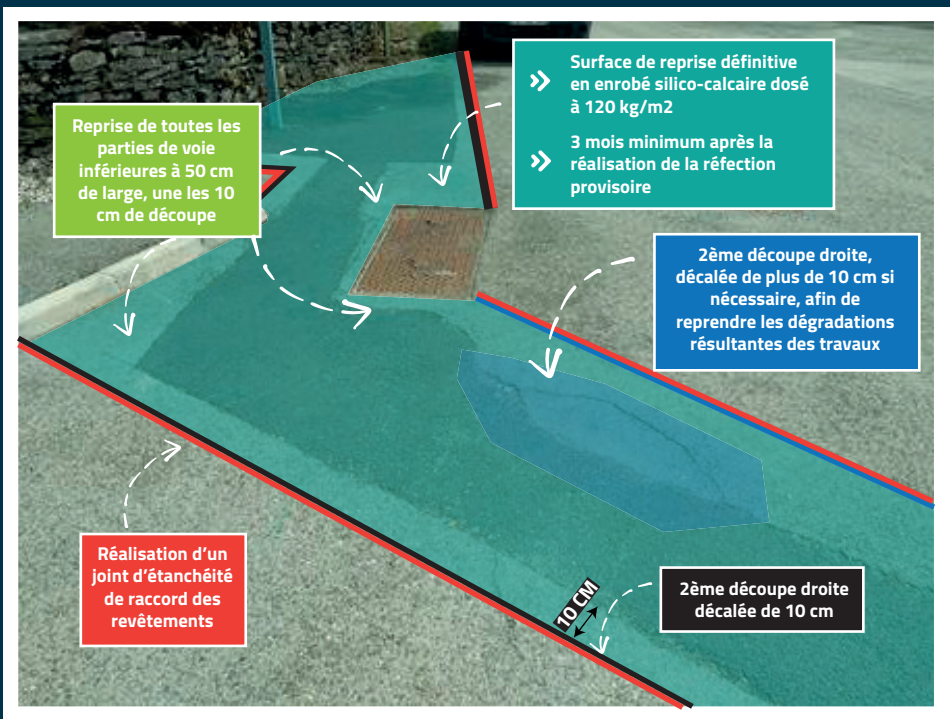 Surface de reprise définitive
en enrobé silico-calcaire dosé
à 120 kg/m2
3 mois minimum après la
réalisation de la réfection
provisoire
Reprise de toutes les
parties de voie
inférieures à 50 cm
de large, une les 10
cm de découpe
2ème découpe droite,
décalée de plus de 10 cm si
nécessaire, afin de
reprendre les dégradations
résultantes des travaux
Réalisation d'un
joint d'étanchéité
de raccord des
revêtements
10 CM
2ème découpe droite
décalée de 10 cm